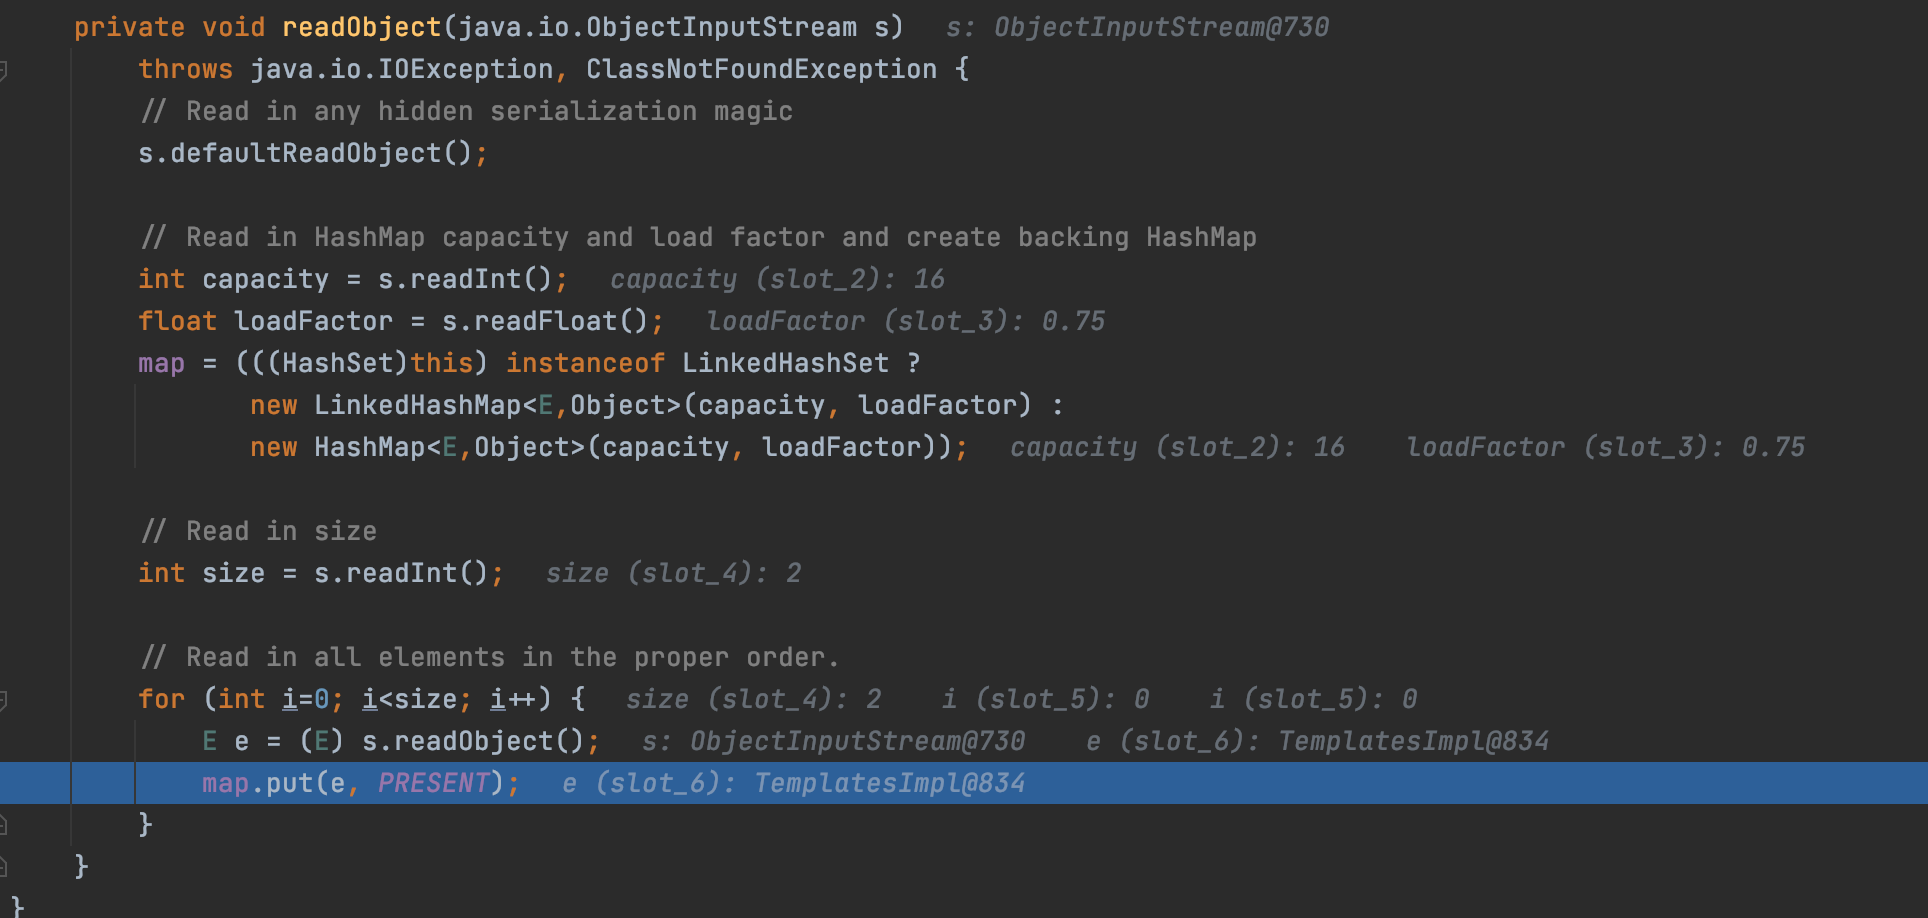 private void readObject(java.io.ObjectInputStream s)   s: ObjectInputStream@730
throws java.io.IOException, ClassNotFoundException {
// Read in any hidden serialization magic
s.defaultReadObject();
// Read in HashMap capacity and load factor and create backing HashMap
int capacity = s.readInt();   capacity (slot_2): 16
float loadFactor = s.readFloat();   loadFactor (slot_3): 0.75
map = (((HashSet)this) instanceof LinkedHashSet ?
new LinkedHashMap<E,Object>(capacity, loadFactor) :
new HashMap<E,Object>(capacity, loadFactor));   capacity (slot_2): 16    loadFactor (slot_3): 0.75
// Read in size
int size = s.readInt();   size (slot_4): 2
// Read in all elements in the proper order.
for (int i=0; i<size; i++) {   size (slot_4): 2    i (slot_5): 0    i (slot_5): 0
E e = (E) s.readObject();   s: ObjectInputStream@730    e (slot_6): TemplatesImpl@834
map.put(e, PRESENT);   e (slot_6): TemplatesImpl@834
}
}
}